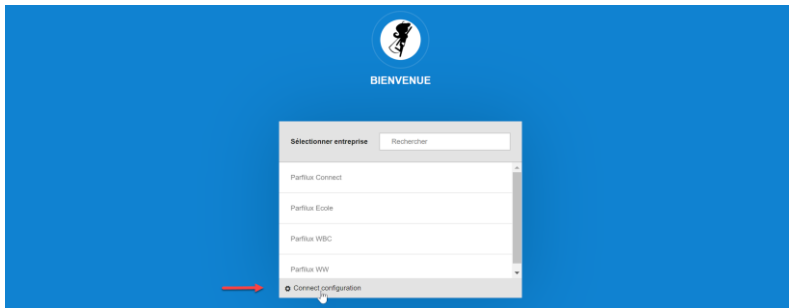 BIENVENUE
Sélectionner entreprise Rechercher
Parfilux Connect
Parfilux Ecole
Parfilux WBC
Parfilux WW
Connect configuration